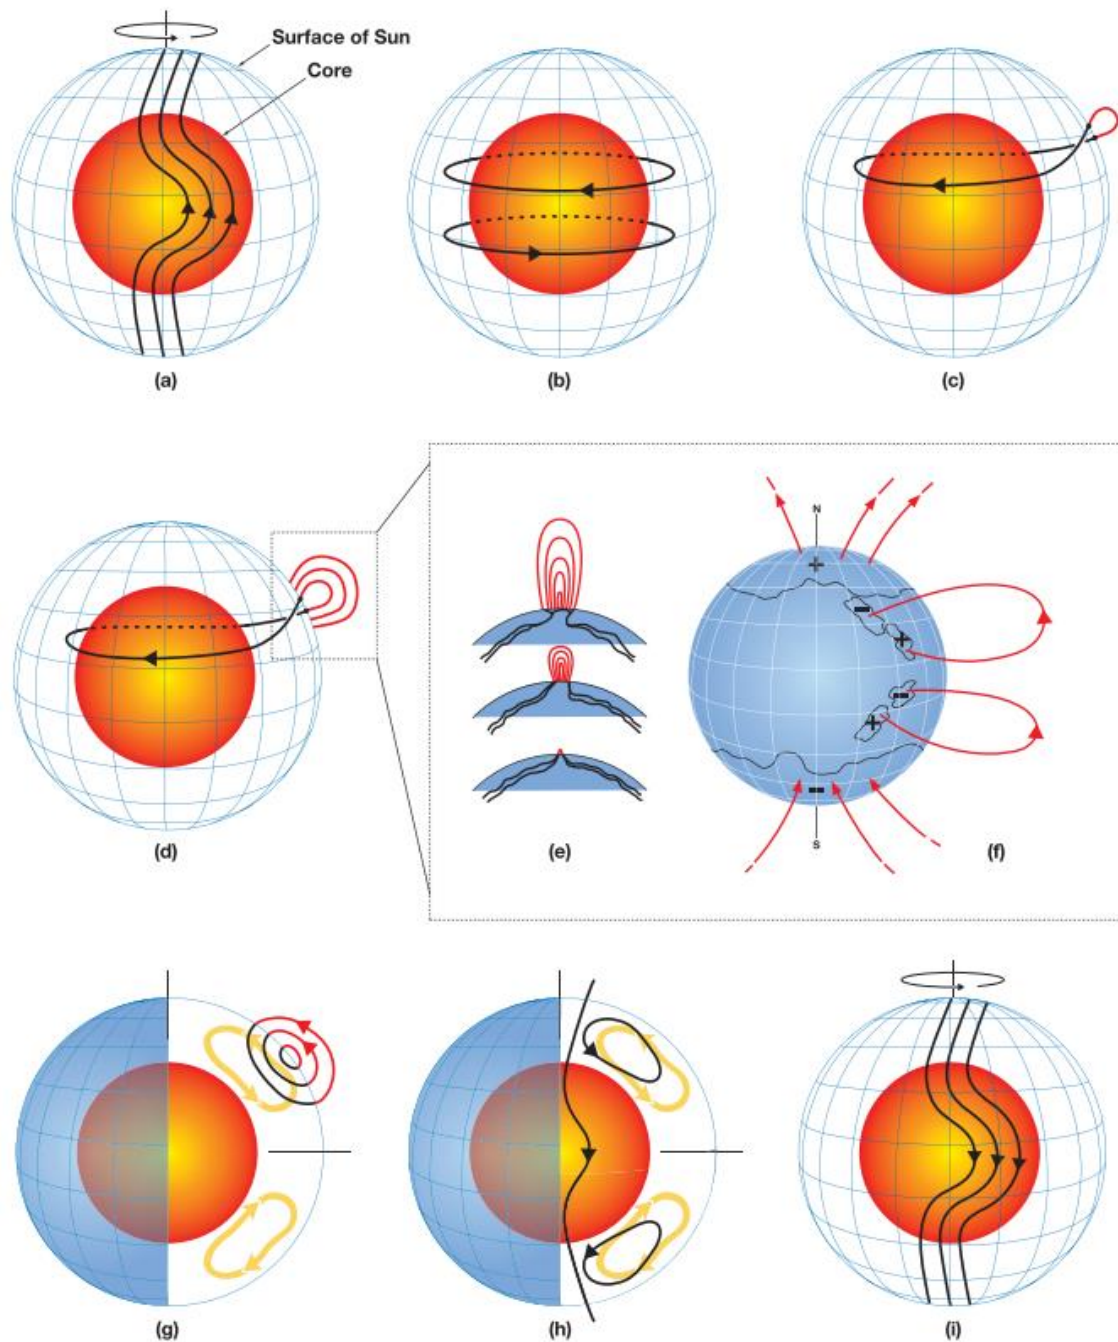 Surface of Sun
Core
(a)
(b)
(c)
(d)
(e)
N
+
-
+
--
+
--
S
(f)
(g)
(h)
(i)